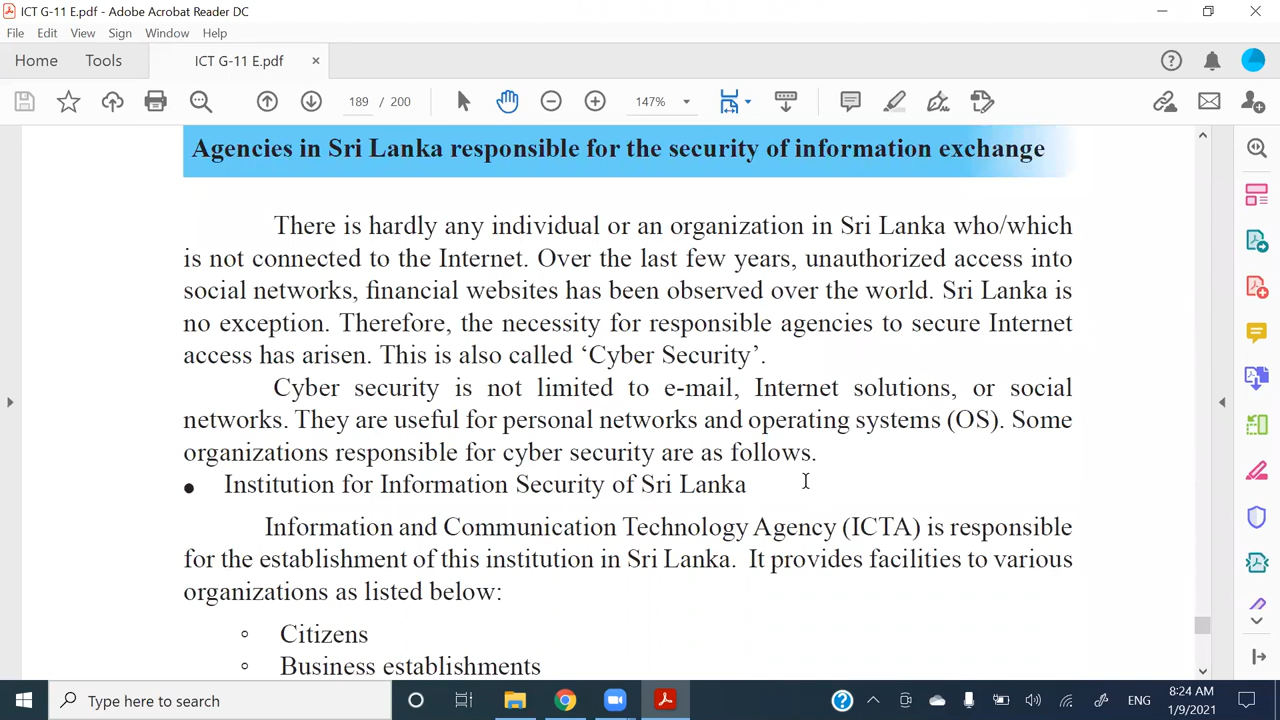 ICT G-11 E.pdf - Adobe Acrobat Reader DC
File Edit View Sign Window Help
Home Tools ICT G-11 E.pdf ×
189 / 200 147%
Agencies in Sri Lanka responsible for the security of information exchange
There is hardly any individual or an organization in Sri Lanka who/which
is not connected to the Internet. Over the last few years, unauthorized access into
social networks, financial websites has been observed over the world. Sri Lanka is
no exception. Therefore, the necessity for responsible agencies to secure Internet
access has arisen. This is also called ‘Cyber Security’.
Cyber security is not limited to e-mail, Internet solutions, or social
networks. They are useful for personal networks and operating systems (OS). Some
organizations responsible for cyber security are as follows.
● Institution for Information Security of Sri Lanka
Information and Communication Technology Agency (ICTA) is responsible
for the establishment of this institution in Sri Lanka. It provides facilities to various
organizations as listed below:
◦ Citizens
◦ Business establishments
Type here to search
ENG
8:24 AM
1/9/2021